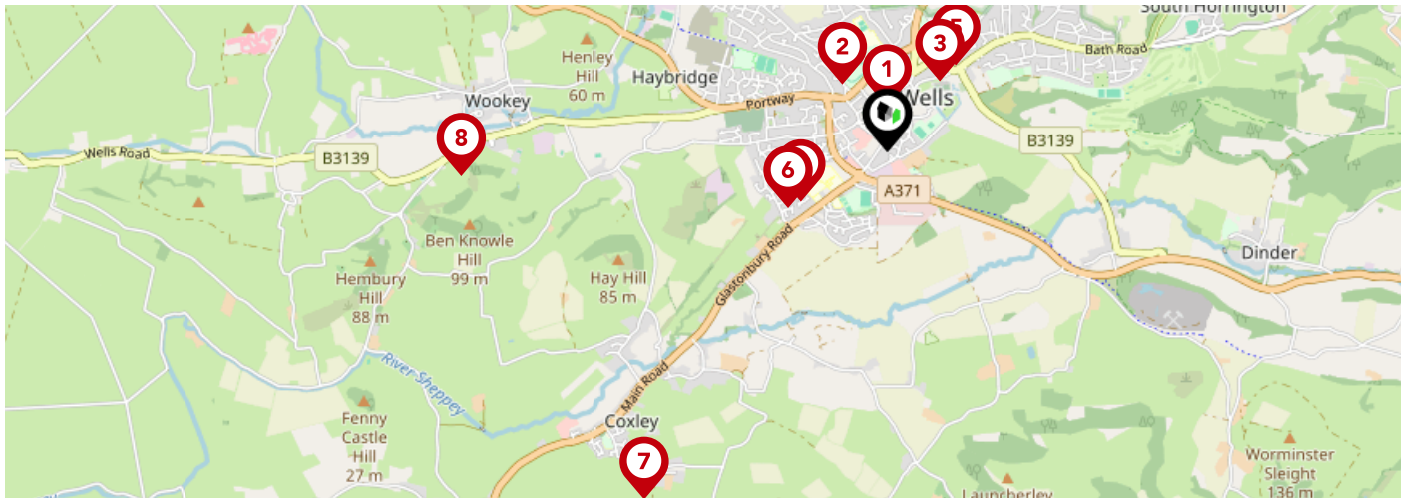 South Horrington
5
Bath Road
2
3
1
Henley
Hill
60 m
Haybridge
Portway
Wookey
Wells
8
B3139
Wells Road
B3139
6
A371
Ben Knowle
Hill
99 m
Glastonbury Road
Dinder
Hembury
Hill
88 m
Hay Hill
85 m
River Sheppey
Main Road
Fenny
Castle
Hill
27 m
Coxley
7
Worminster
Sleight
136 m
Launcherley